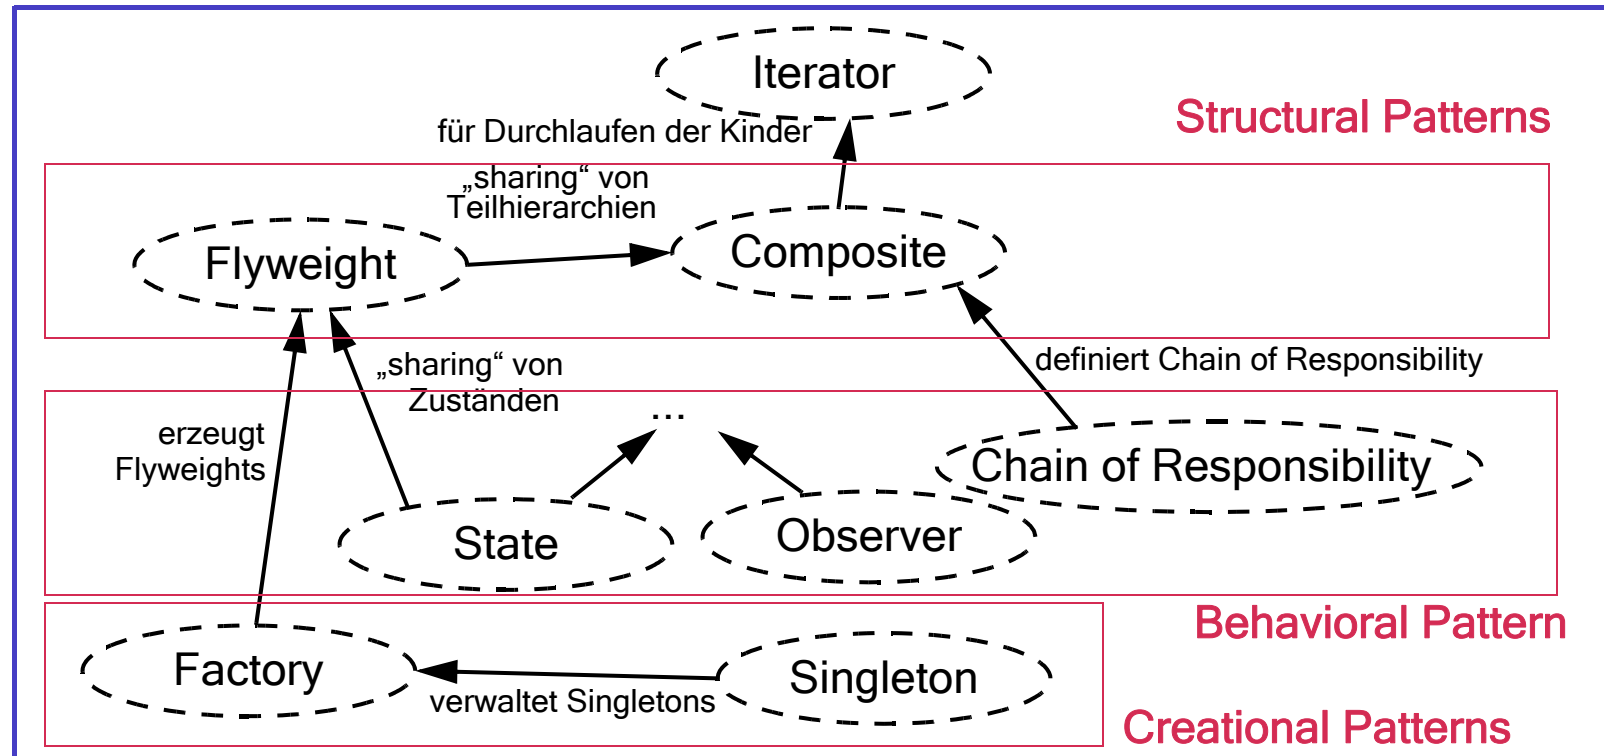 Iterator
Structural Patterns
für Durchlaufen der Kinder
„sharing“ von
Teilhierarchien
Flyweight
Composite
„sharing“ von
Zuständen
definiert Chain of Responsibility
...
erzeugt
Flyweights
Chain of Responsibility
State
Observer
Behavioral Pattern
Factory
verwaltet Singletons
Singleton
Creational Patterns